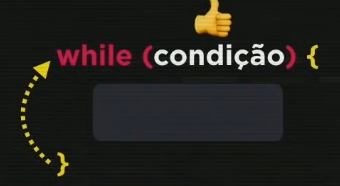 while (condição) {
}